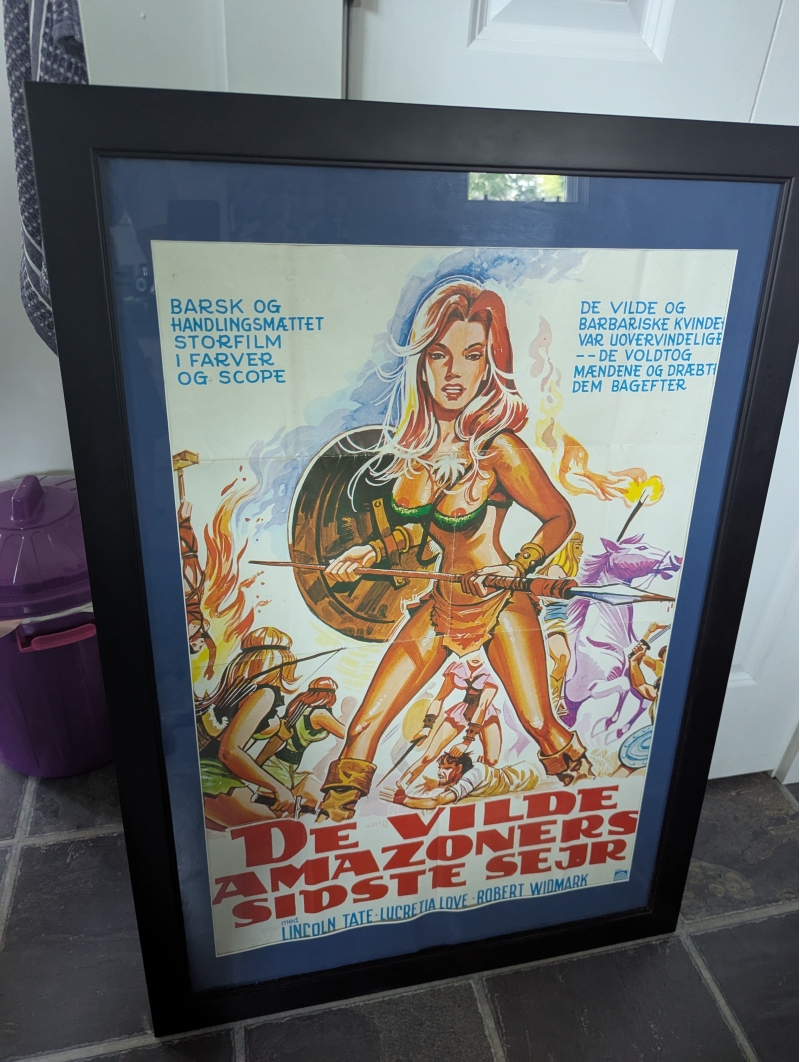 BARSK OG
HANDLINGSMÆTTET
STORFILM
I FARVER
OG SCOPE
DE VILDE OG
BARBARISKE KVINDE
VAR UOVERVINDELIGE
-- DE VOLDTOG
MÆNDENE OG DRÆBTE
DEM BAGEFTER
DE VILDE
AMAZONERS
SIDSTE SEJR
med
LINCOLN TATE · LUCRETIA LOVE · ROBERT WIDMARK